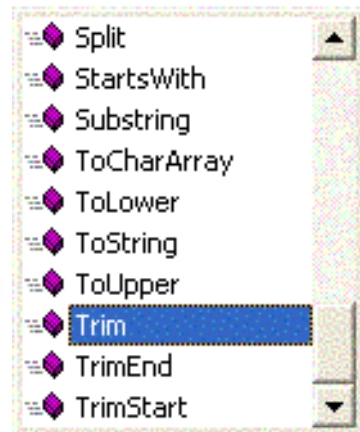 Split
StartsWith
Substring
ToCharArray
ToLower
ToString
ToUpper
Trim
TrimEnd
TrimStart